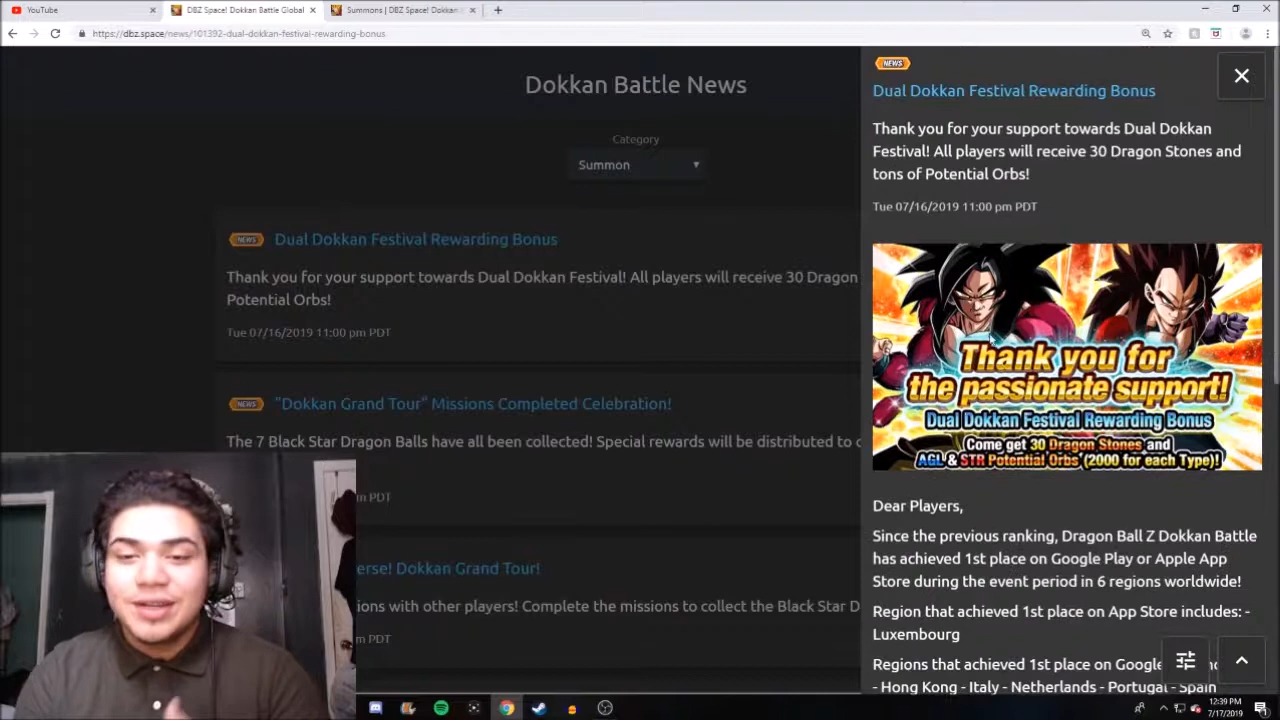 YouTube
DBZ Space! Dokkan Battle Global
Summons | DBZ Space! Dokkan
https://dbz.space/news/101392-dual-dokkan-festival-rewarding-bonus
Dokkan Battle News
Category
Summon
NEWS
Dual Dokkan Festival Rewarding Bonus
Thank you for your support towards Dual Dokkan Festival! All players will receive 30 Dragon
Potential Orbs!
Tue 07/16/2019 11:00 pm PDT
NEWS
"Dokkan Grand Tour" Missions Completed Celebration!
The 7 Black Star Dragon Balls have all been collected! Special rewards will be distributed to
pm PDT
erse! Dokkan Grand Tour!
ions with other players! Complete the missions to collect the Black Star D
pm PDT
NEWS
Dual Dokkan Festival Rewarding Bonus
Thank you for your support towards Dual Dokkan
Festival! All players will receive 30 Dragon Stones and
tons of Potential Orbs!
Tue 07/16/2019 11:00 pm PDT
Thank you for
the passionate support!
Dual Dokkan Festival Rewarding Bonus
Come get 30 Dragon Stones and
AGL & STR Potential Orbs (2000 for each Type)!
Dear Players,
Since the previous ranking, Dragon Ball Z Dokkan Battle
has achieved 1st place on Google Play or Apple App
Store during the event period in 6 regions worldwide!
Region that achieved 1st place on App Store includes: -
Luxembourg
Regions that achieved 1st place on Google
- Hong Kong - Italy - Netherlands - Portugal - Spain
12:39 PM
7/17/2019